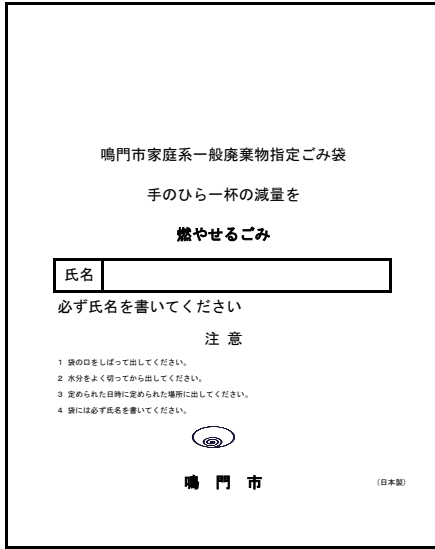 鳴門市家庭系一般廃棄物指定ごみ袋
手のひら一杯の減量を
燃やせるごみ
氏名
必ず氏名を書いてください
注 意
1 袋の口をしばって出してください。
2 水分をよく切ってから出してください。
3 定められた日時に定められた場所に出してください。
4 袋には必ず氏名を書いてください。
鳴 門 市
(日本製)